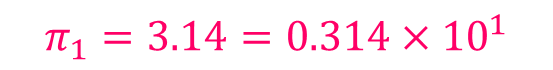 π₁ = 3.14 = 0.314 × 10¹